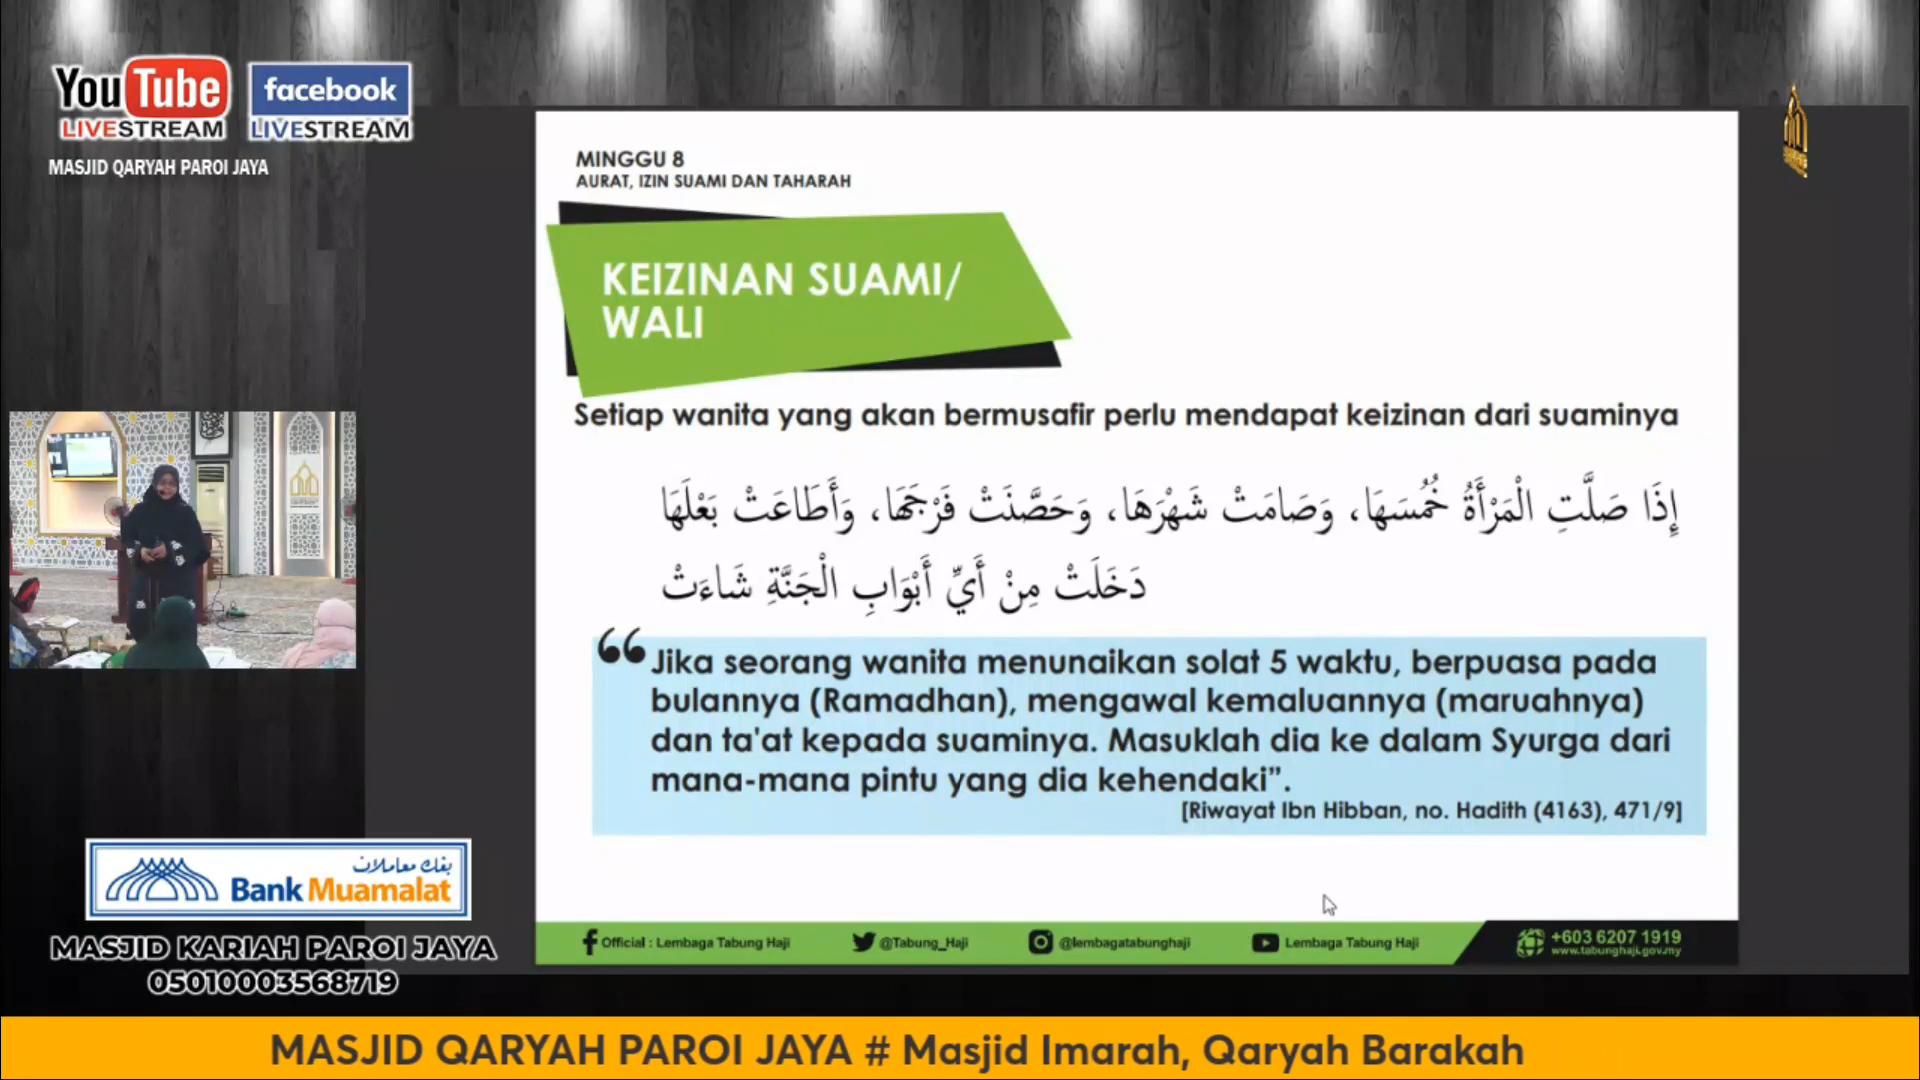 YouTube
LIVESTREAM
facebook
LIVESTREAM
MASJID QARYAH PAROI JAYA
MINGGU 8
AURAT, IZIN SUAMI DAN TAHARAH
KEIZINAN SUAMI/
WALI
Setiap wanita yang akan bermusafir perlu mendapat keizinan dari suaminya
إِذَا صَلَّتِ الْمَرْأَةُ خُمُسَهَا، وَصَامَتْ شَهْرَهَا، وَحَصَّنَتْ فَرْجَهَا، وَأَطَاعَتْ بَعْلَهَا
دَخَلَتْ مِنْ أَيِّ أَبْوَابِ الْجَنَّةِ شَاءَتْ
“Jika seorang wanita menunaikan solat 5 waktu, berpuasa pada
bulannya (Ramadhan), mengawal kemaluannya (maruahnya)
dan ta'at kepada suaminya. Masuklah dia ke dalam Syurga dari
mana-mana pintu yang dia kehendaki”.
[Riwayat Ibn Hibban, no. Hadith (4163), 471/9]
Official : Lembaga Tabung Haji
@Tabung_Haji
@lembagatabunghaji
Lembaga Tabung Haji
+603 6207 1919
www.tabunghaji.gov.my
بنك معاملات
Bank Muamalat
MASJID KARIAH PAROI JAYA
05010003568719
MASJID QARYAH PAROI JAYA # Masjid Imarah, Qaryah Barakah